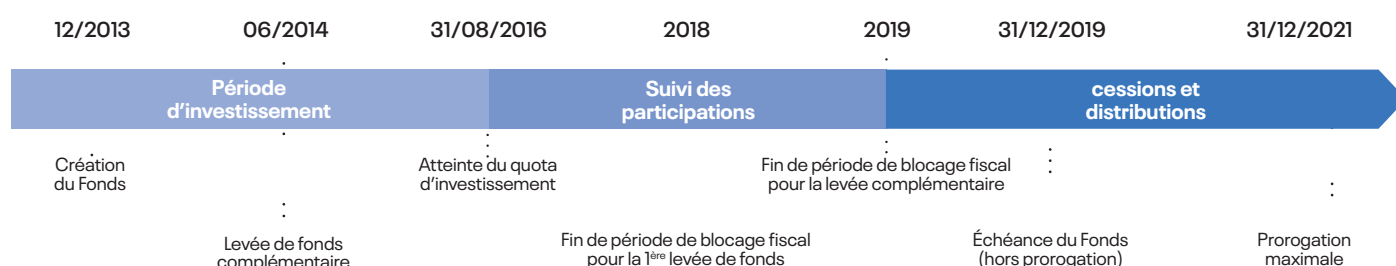 12/2013 06/2014 31/08/2016 2018 2019 31/12/2019 31/12/2021
Période
d'investissement
Suivi des
participations
cessions et
distributions
Création
du Fonds
Atteinte du quota
d'investissement
Fin de période de blocage fiscal
pour la levée complémentaire
Levée de fonds
complémentaire
Fin de période de blocage fiscal
pour la 1ère levée de fonds
Échéance du Fonds
(hors prorogation)
Prorogation
maximale